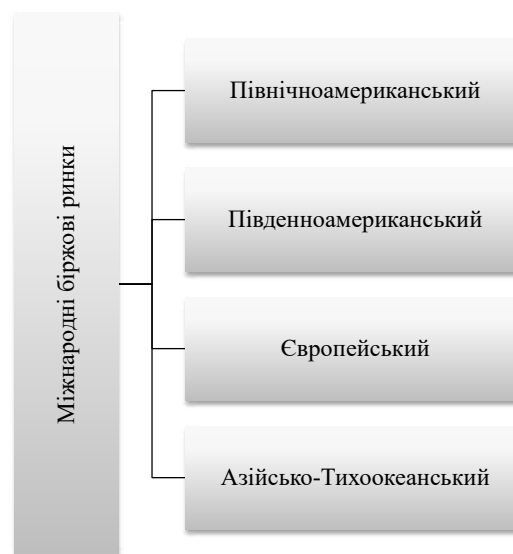 Міжнародні біржові ринки
Північноамериканський
Південноамериканський
Європейський
Азійсько-Тихоокеанський